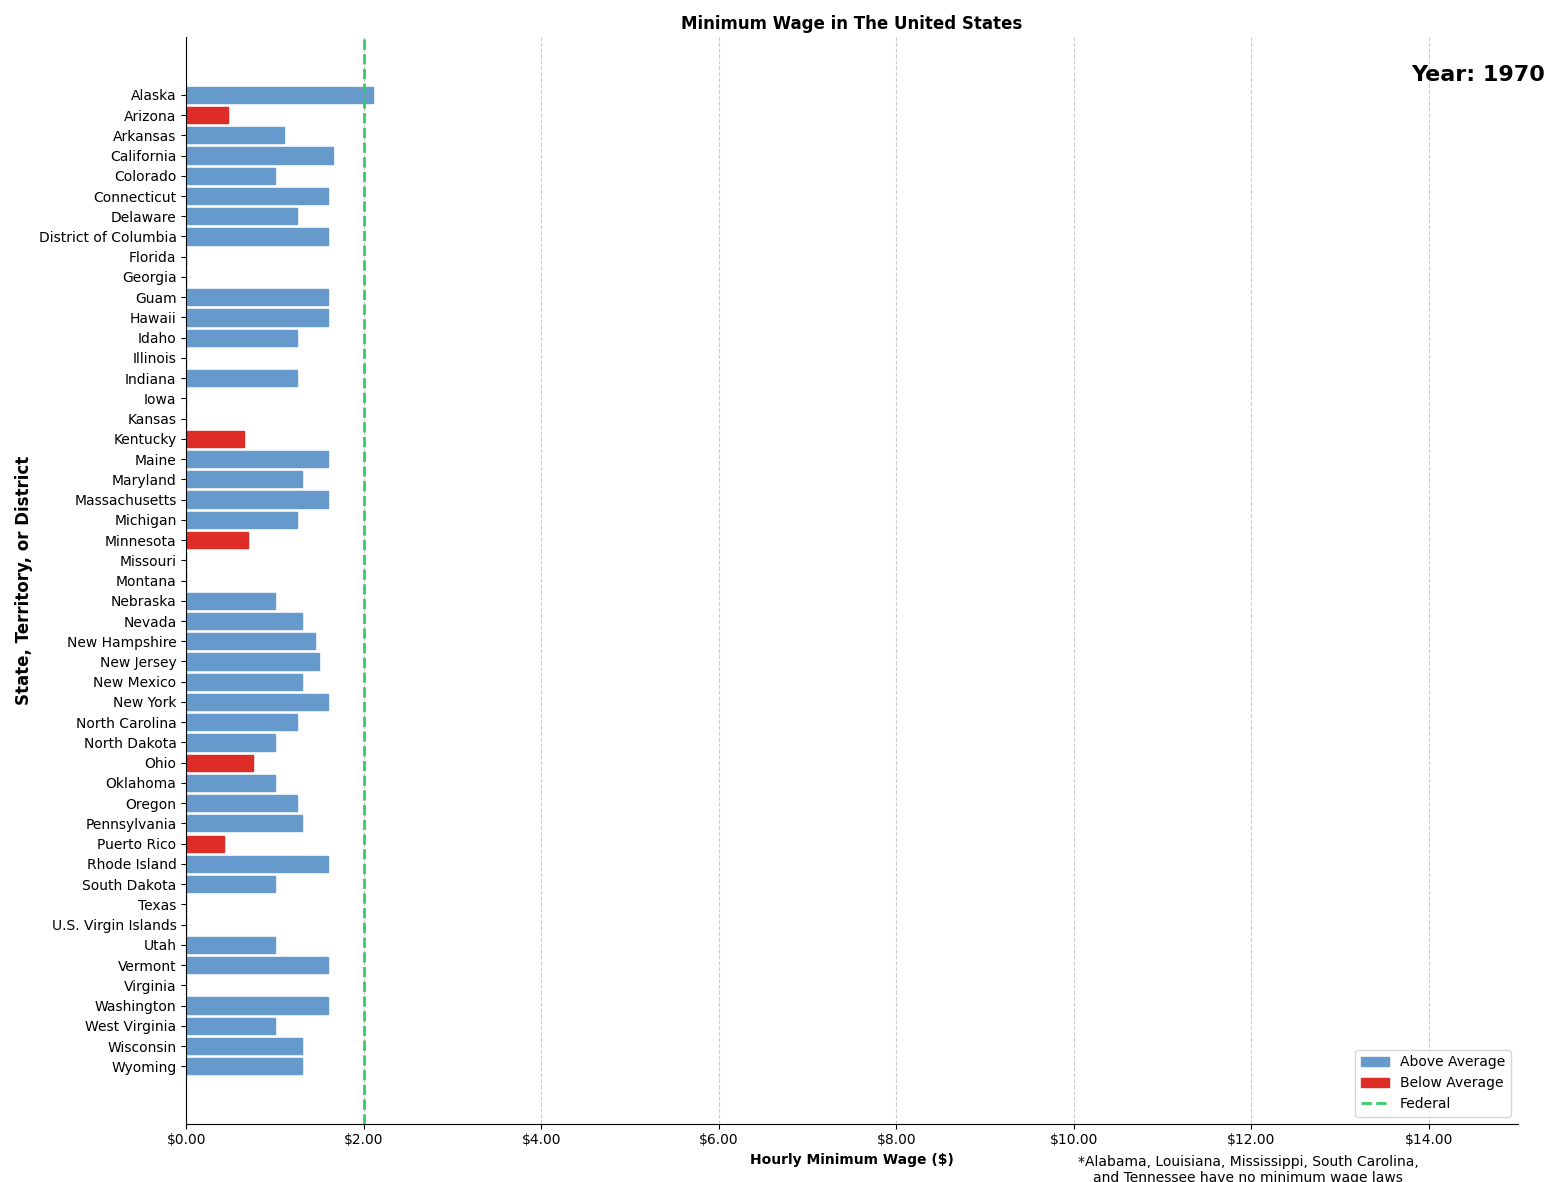 Minimum Wage in The United States
Year: 1970
State, Territory, or District
Alaska
Arizona
Arkansas
California
Colorado
Connecticut
Delaware
District of Columbia
Florida
Georgia
Guam
Hawaii
Idaho
Illinois
Indiana
Iowa
Kansas
Kentucky
Maine
Maryland
Massachusetts
Michigan
Minnesota
Missouri
Montana
Nebraska
Nevada
New Hampshire
New Jersey
New Mexico
New York
North Carolina
North Dakota
Ohio
Oklahoma
Oregon
Pennsylvania
Puerto Rico
Rhode Island
South Dakota
Texas
U.S. Virgin Islands
Utah
Vermont
Virginia
Washington
West Virginia
Wisconsin
Wyoming
Above Average
Below Average
Federal
$0.00 $2.00 $4.00 $6.00 $8.00 $10.00 $12.00 $14.00
Hourly Minimum Wage ($)
*Alabama, Louisiana, Mississippi, South Carolina,
and Tennessee have no minimum wage laws